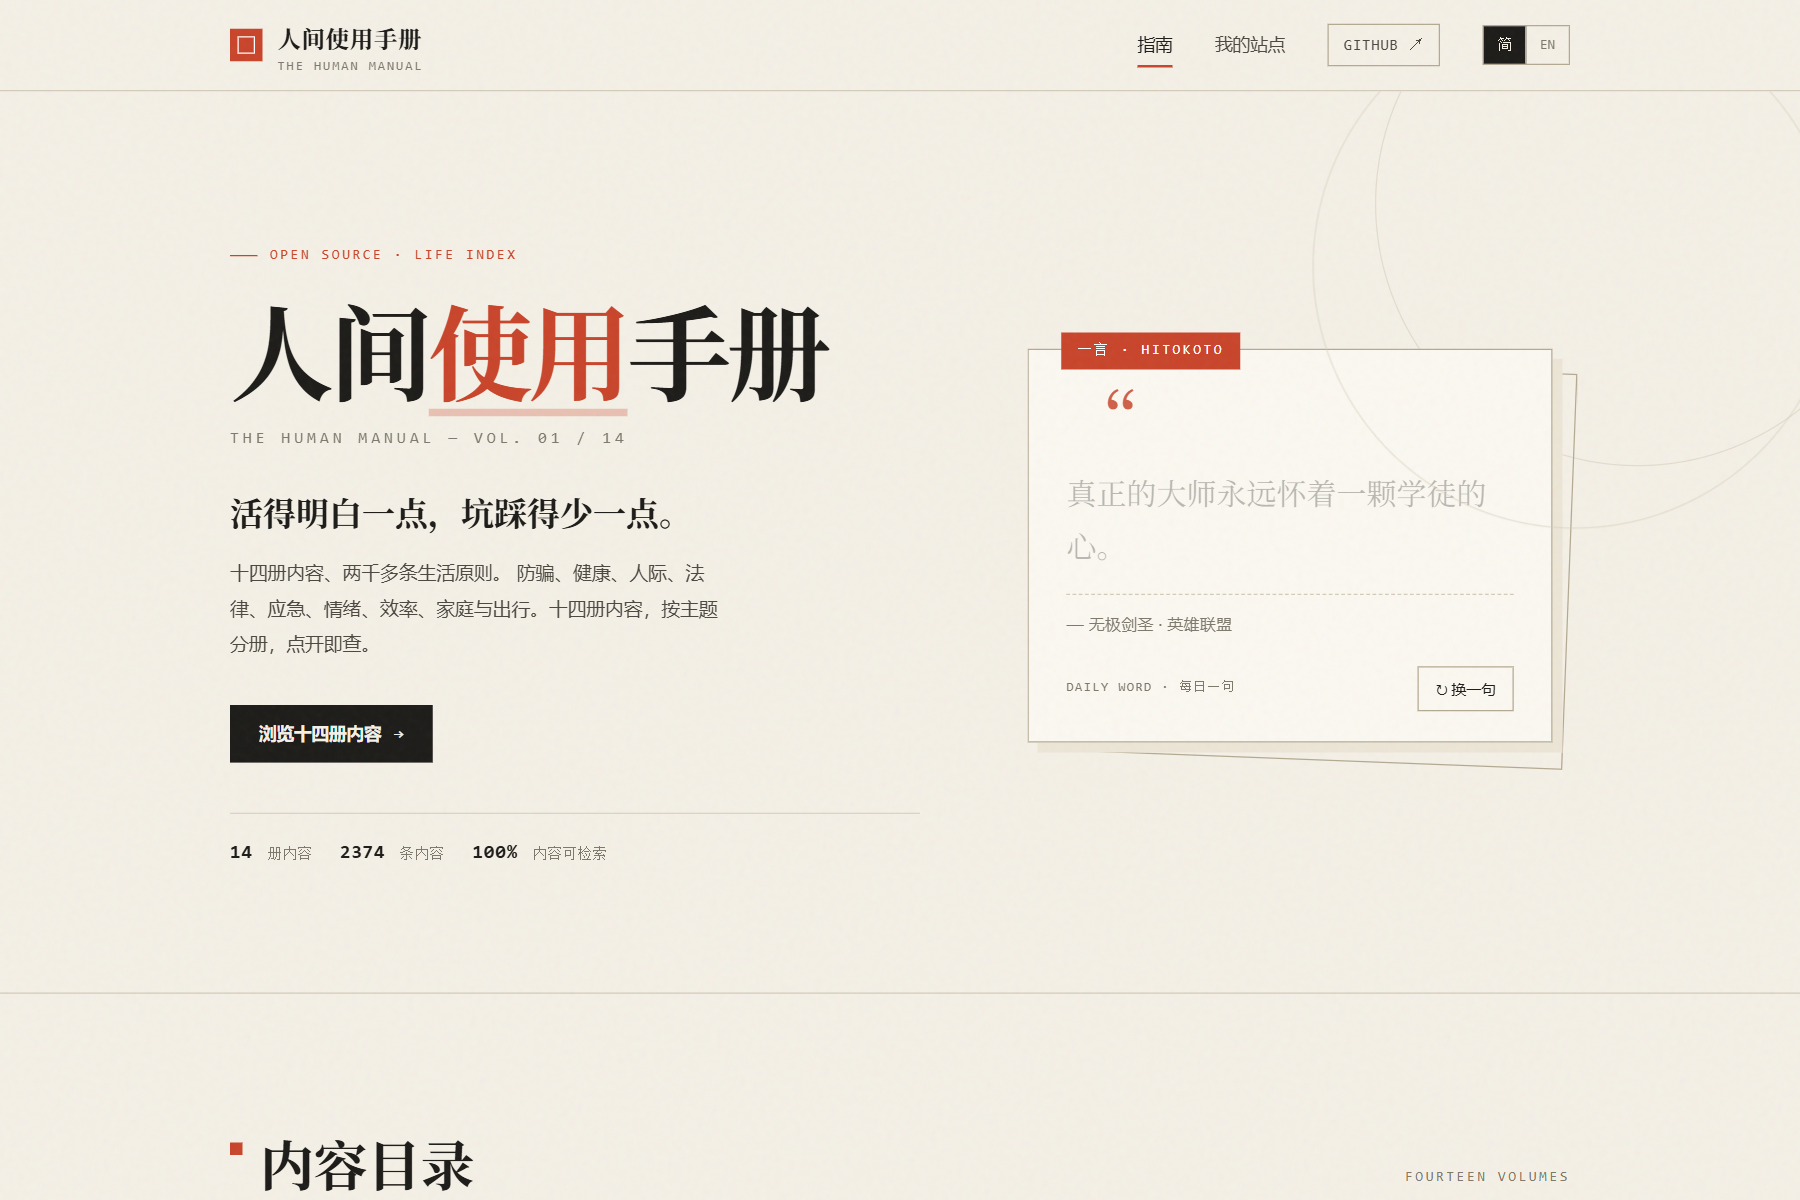 人间使用手册
THE HUMAN MANUAL
指南
我的站点
GITHUB ↗
简
EN
OPEN SOURCE · LIFE INDEX
人间使用手册
THE HUMAN MANUAL — VOL. 01 / 14
活得明白一点，坑踩得少一点。
十四册内容、两千多条生活原则。 防骗、健康、人际、法
律、应急、情绪、效率、家庭与出行。十四册内容，按主题
分册，点开即查。
浏览十四册内容 →
14 册内容 2374 条内容 100% 内容可检索
一言 · HITOKOTO
“
真正的大师永远怀着一颗学徒的
心。
— 无极剑圣 · 英雄联盟
DAILY WORD · 每日一句
↻ 换一句
内容目录
FOURTEEN VOLUMES